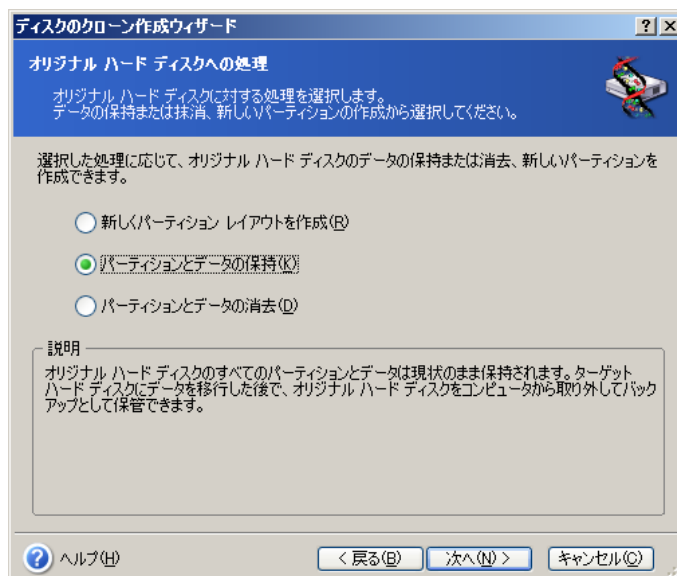 ディスクのクローン作成ウィザード
オリジナル ハード ディスクへの処理
オリジナル ハード ディスクに対する処理を選択します。
データの保持または抹消、新しいパーティションの作成から選択してください。
選択した処理に応じて、オリジナル ハード ディスクのデータの保持または消去、新しいパーティションを
作成できます。
新しくパーティション レイアウトを作成(R)
パーティションとデータの保持(K)
パーティションとデータの消去(D)
説明
オリジナル ハード ディスクのすべてのパーティションとデータは現状のまま保持されます。ターゲット
ハード ディスクにデータを移行した後で、オリジナル ハード ディスクをコンピュータから取り外してバック
アップとして保管できます。
ヘルプ(H)
< 戻る(B)
次へ(N) >
キャンセル(C)